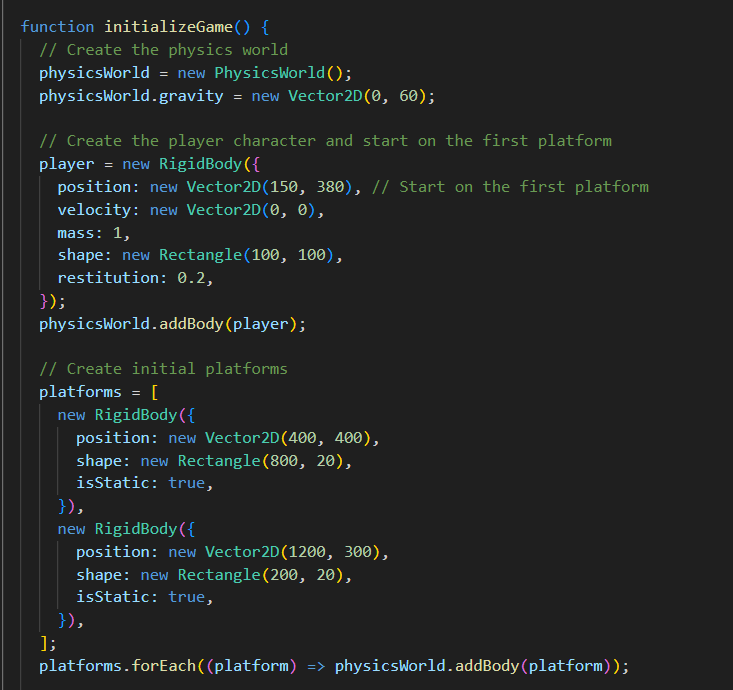 function initializeGame() {
  // Create the physics world
  physicsWorld = new PhysicsWorld();
  physicsWorld.gravity = new Vector2D(0, 60);

  // Create the player character and start on the first platform
  player = new RigidBody({
    position: new Vector2D(150, 380), // Start on the first platform
    velocity: new Vector2D(0, 0),
    mass: 1,
    shape: new Rectangle(100, 100),
    restitution: 0.2,
  });
  physicsWorld.addBody(player);

  // Create initial platforms
  platforms = [
    new RigidBody({
      position: new Vector2D(400, 400),
      shape: new Rectangle(800, 20),
      isStatic: true,
    }),
    new RigidBody({
      position: new Vector2D(1200, 300),
      shape: new Rectangle(200, 20),
      isStatic: true,
    }),
  ];
  platforms.forEach((platform) => physicsWorld.addBody(platform));